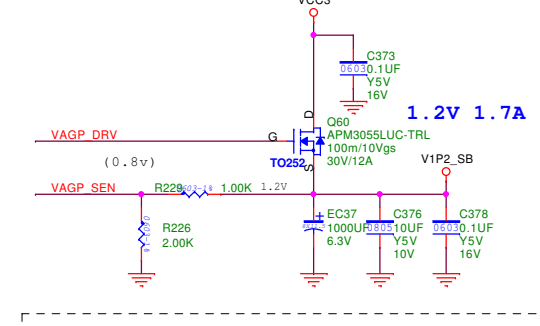 VCC3
C373
0603 0.1UF
Y5V
16V
1.2V 1.7A
D
Q60
VAGP_DRV
G
APM3055LUC-TRL
100m/10Vgs
30V/12A
(0.8v)
TO252
S
V1P2_SB
VAGP_SEN
R229 0603-1% 1.00K 1.2V
R226
2.00K
EC37
1000UF
6.3V
C376
0805 10UF
Y5V
10V
C378
0603 0.1UF
Y5V
16V